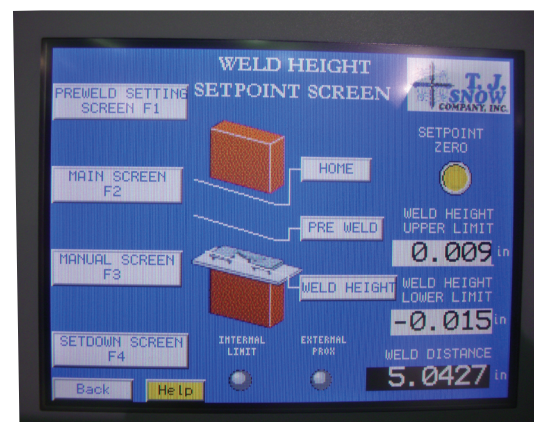 WELD HEIGHT
SETPOINT SCREEN
T. J.
SNOW
COMPANY, INC.
PREWELD SETTING
SCREEN F1
MAIN SCREEN
F2
MANUAL SCREEN
F3
SETDOWN SCREEN
F4
Back
Help
HOME
PRE WELD
WELD HEIGHT
INTERNAL
LIMIT
EXTERNAL
PROX
SETPOINT
ZERO
WELD HEIGHT
UPPER LIMIT
0.009 in
WELD HEIGHT
LOWER LIMIT
-0.015 in
WELD DISTANCE
5.0427 in